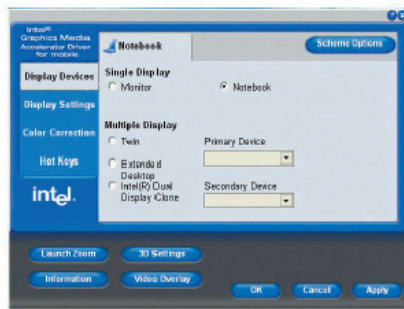 Intel®
Graphics Media
Accelerator Driver
for mobile
Notebook
Scheme Options
Display Devices
Single Display
Monitor
Notebook
Display Settings
Multiple Display
Color Correction
Twin
Primary Device
Hot Keys
Extended
Desktop
Intel(R) Dual
Display Clone
Secondary Device
intel.
Launch Zoom
3D Settings
Information
Video Overlay
OK
Cancel
Apply